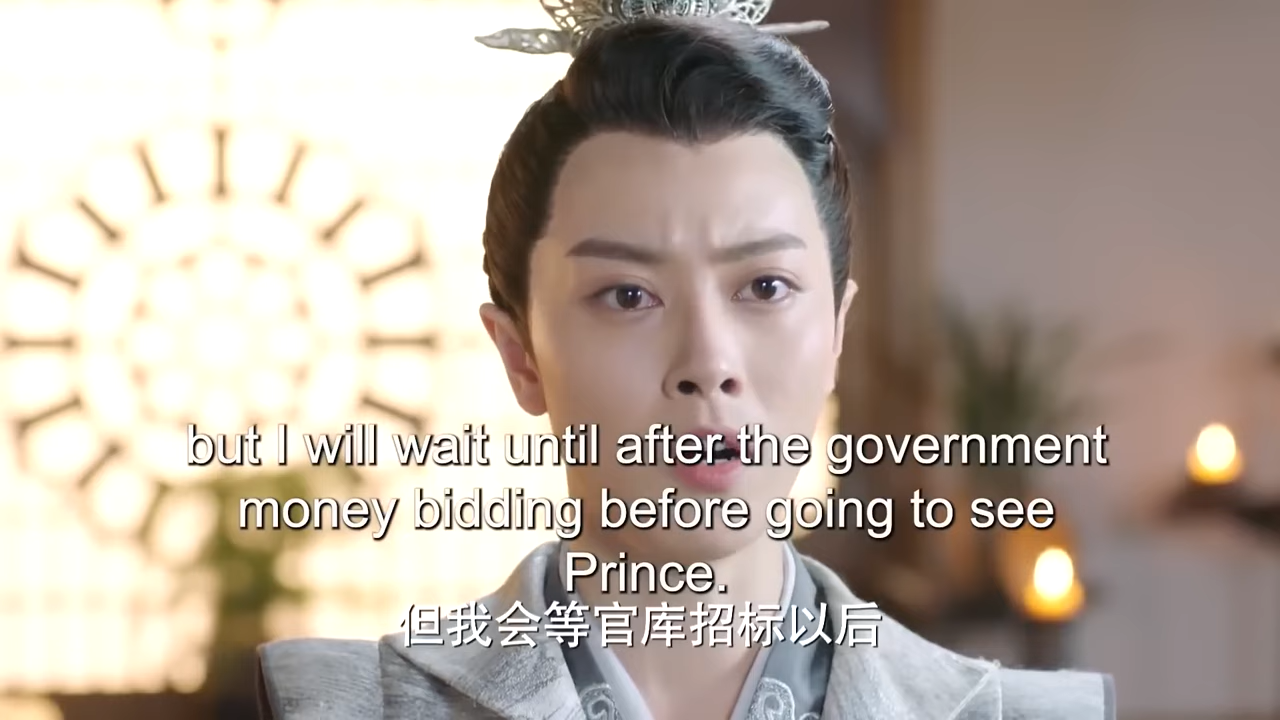 but I will wait until after the government
money bidding before going to see
Prince.
但我会等官库招标以后